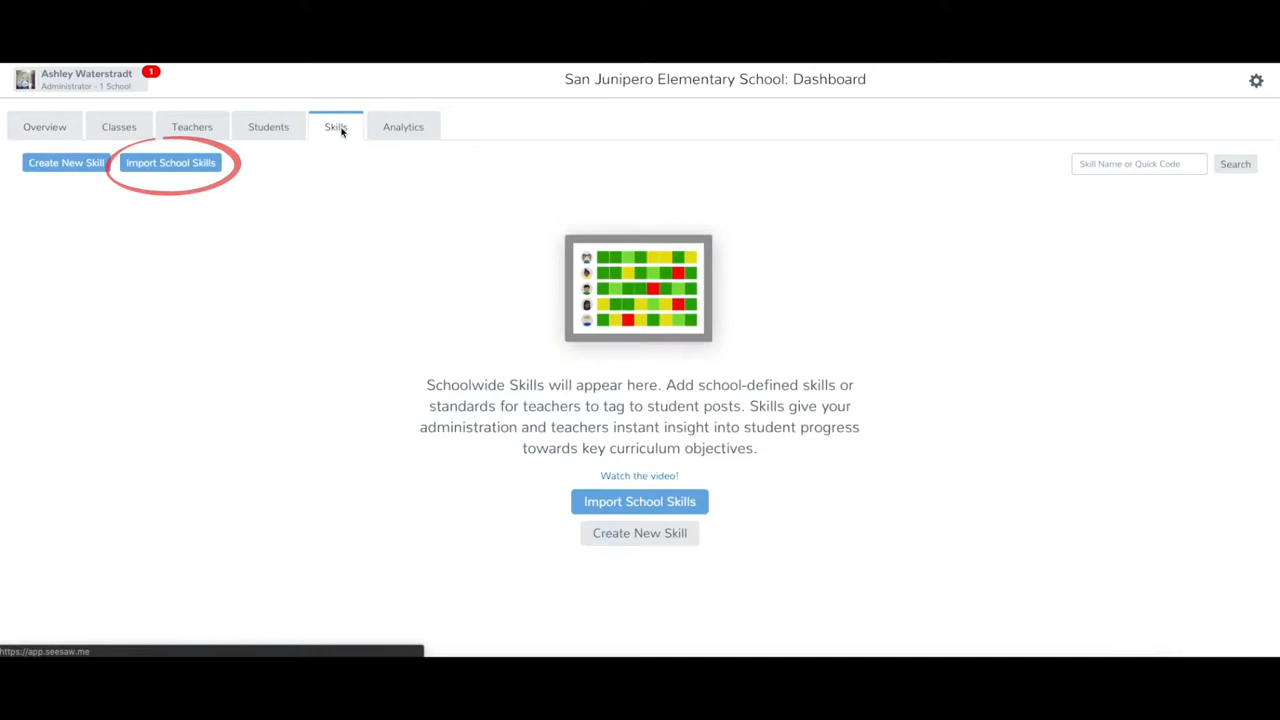 Ashley Waterstradt
1
Administrator - 1 School
San Junipero Elementary School: Dashboard
Overview
Classes
Teachers
Students
Skills
Analytics
Create New Skill
Import School Skills
Skill Name or Quick Code
Search
Schoolwide Skills will appear here. Add school-defined skills or
standards for teachers to tag to student posts. Skills give your
administration and teachers instant insight into student progress
towards key curriculum objectives.
Watch the video!
Import School Skills
Create New Skill
https://app.seesaw.me